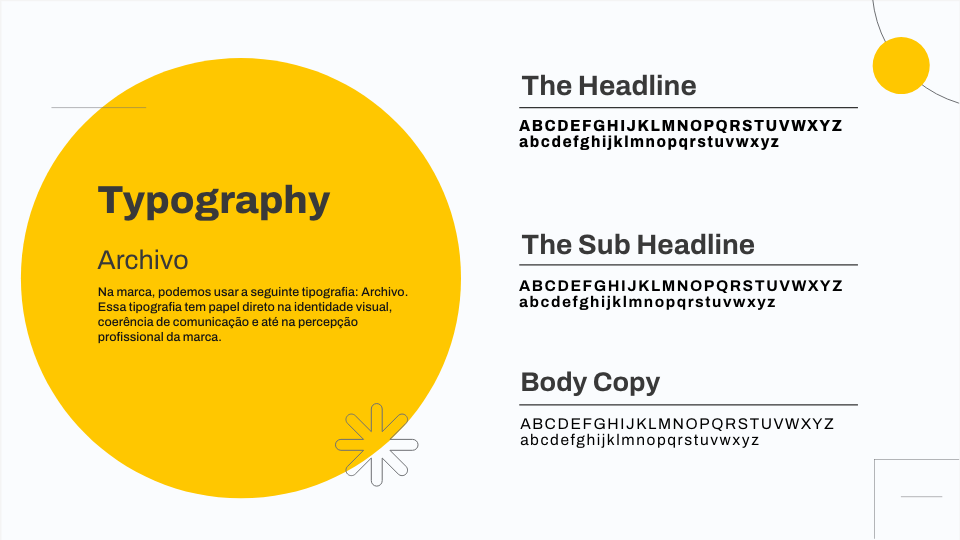 Typography
Archivo
Na marca, podemos usar a seguinte tipografia: Archivo.
Essa tipografia tem papel direto na identidade visual,
coerência de comunicação e até na percepção
profissional da marca.
The Headline
ABCDEFGHIJKLMNOPQRSTUVWXYZ
abcdefghijklmnopqrstuvwxyz
The Sub Headline
ABCDEFGHIJKLMNOPQRSTUVWXYZ
abcdefghijklmnopqrstuvwxyz
Body Copy
ABCDEFGHIJKLMNOPQRSTUVWXYZ
abcdefghijklmnopqrstuvwxyz